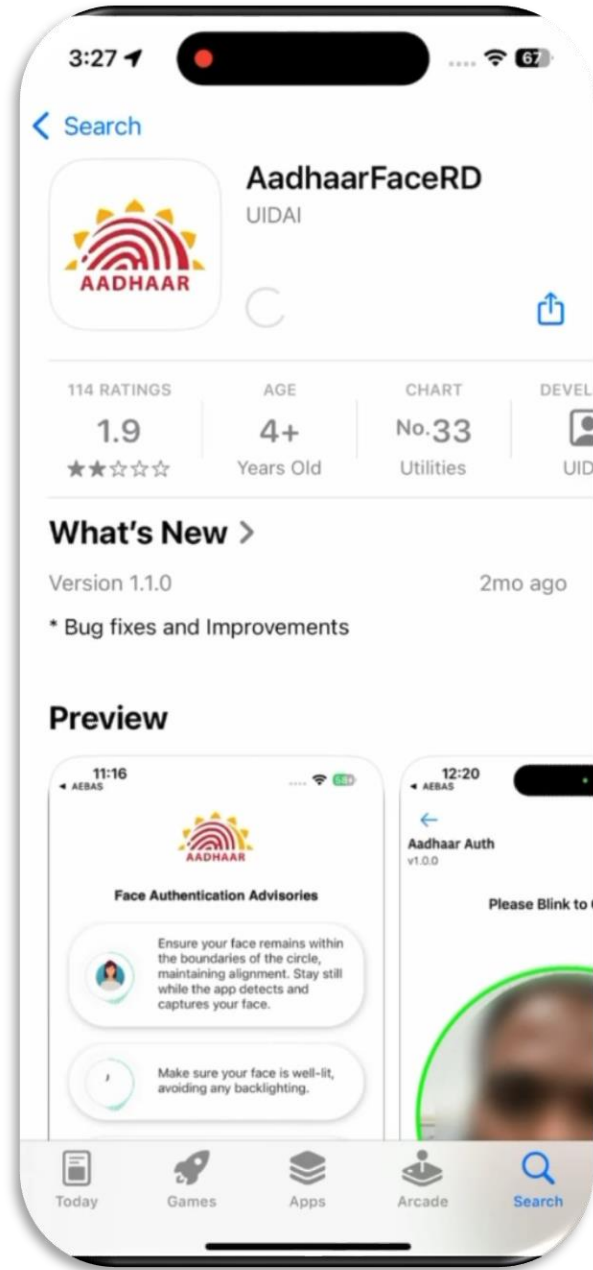 3:27
67
Search
AadhaarFaceRD
UIDAI
AADHAAR
114 RATINGS
AGE
CHART
1.9
4+
No.33
Years Old
Utilities
What's New
Version 1.1.0
2mo ago
* Bug fixes and Improvements
Preview
11:16
AEBAS
AADHAAR
Face Authentication Advisories
Ensure your face remains within
the boundaries of the circle,
maintaining alignment. Stay still
while the app detects and
captures your face.
Make sure your face is well-lit,
avoiding any backlighting.
12:20
AEBAS
Aadhaar Auth
v1.0.0
Please Blink to
Today
Games
Apps
Arcade
Search